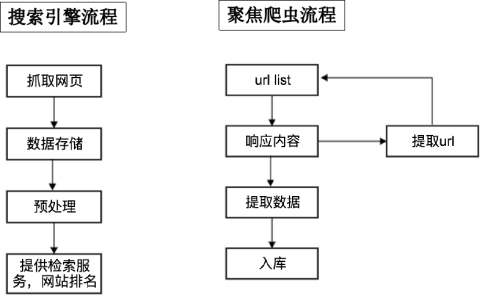 搜索引擎流程
抓取网页
数据存储
预处理
提供检索服
务，网站排名
聚焦爬虫流程
url list
响应内容
提取url
提取数据
入库